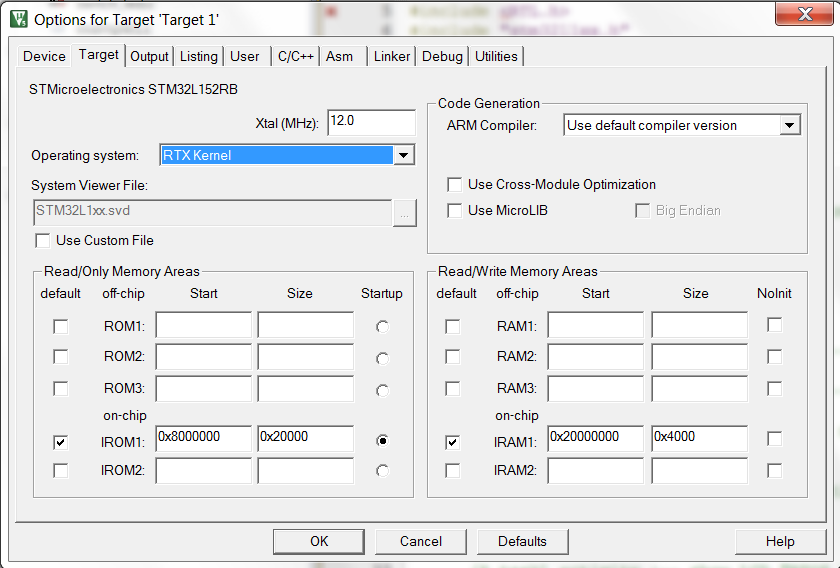 #include <RTL.h>
Options for Target 'Target 1'
Device Target Output Listing User C/C++ Asm Linker Debug Utilities
STMicroelectronics STM32L152RB
Xtal (MHz): 12.0
Operating system: RTX Kernel
System Viewer File:
STM32L1xx.svd
...
Use Custom File
Code Generation
ARM Compiler: Use default compiler version
Use Cross-Module Optimization
Use MicroLIB Big Endian
Read/Only Memory Areas
default off-chip Start Size Startup
ROM1:
ROM2:
ROM3:
on-chip
IROM1: 0x8000000 0x20000
IROM2:
Read/Write Memory Areas
default off-chip Start Size NoInit
RAM1:
RAM2:
RAM3:
on-chip
IRAM1: 0x20000000 0x4000
IRAM2:
OK Cancel Defaults Help